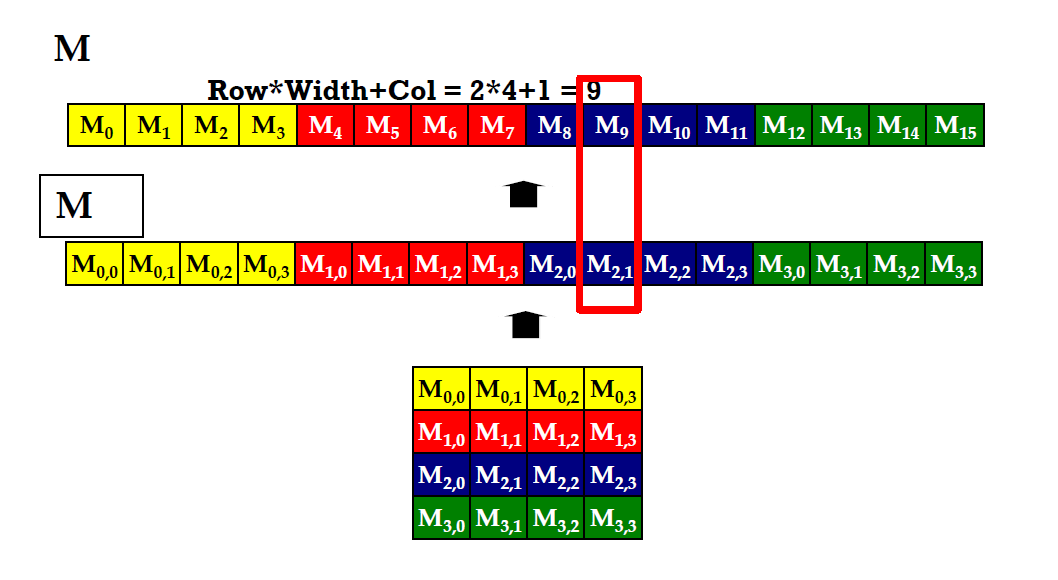 M
Row*Width+Col = 2*4+1 = 9
M₀ M₁ M₂ M₃ M₄ M₅ M₆ M₇ M₈ M₉ M₁₀ M₁₁ M₁₂ M₁₃ M₁₄ M₁₅
M
M₀,₀ M₀,₁ M₀,₂ M₀,₃ M₁,₀ M₁,₁ M₁,₂ M₁,₃ M₂,₀ M₂,₁ M₂,₂ M₂,₃ M₃,₀ M₃,₁ M₃,₂ M₃,₃
M₀,₀ M₀,₁ M₀,₂ M₀,₃
M₁,₀ M₁,₁ M₁,₂ M₁,₃
M₂,₀ M₂,₁ M₂,₂ M₂,₃
M₃,₀ M₃,₁ M₃,₂ M₃,₃